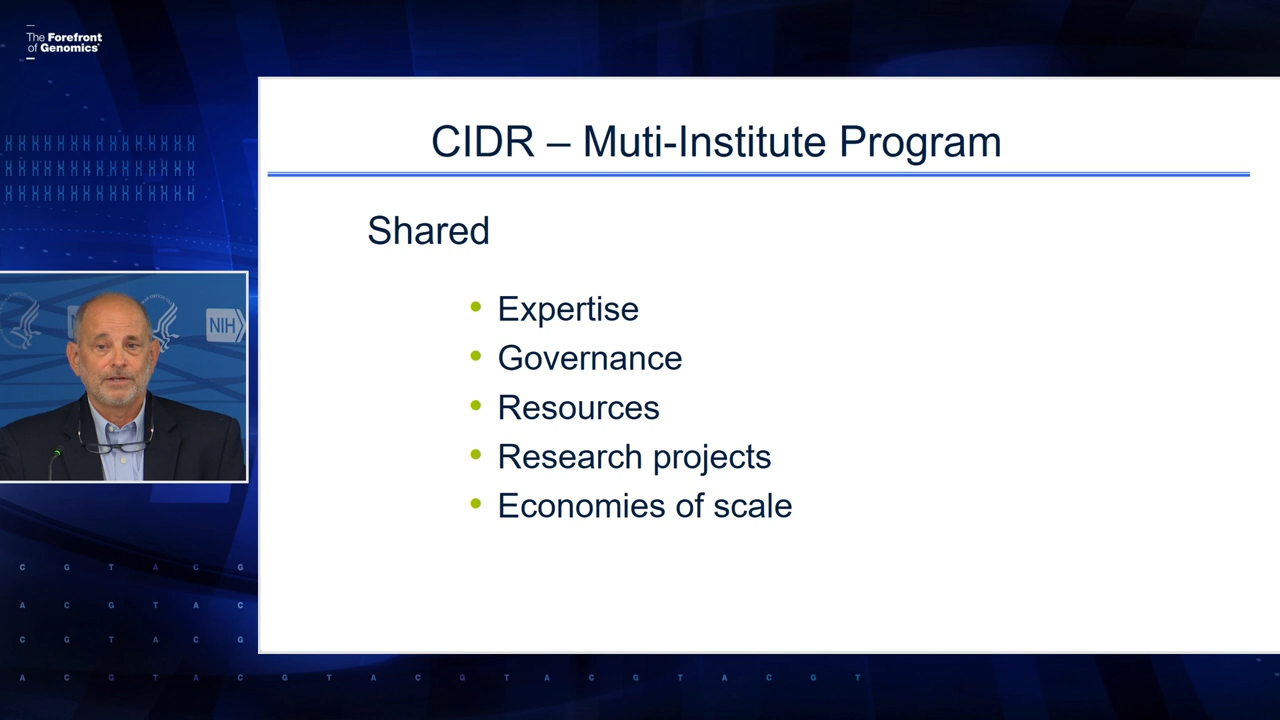 The Forefront
of Genomics®
CIDR – Muti-Institute Program
Shared
• Expertise
• Governance
• Resources
• Research projects
• Economies of scale
NIH
C G T A C G
A C G T A C
C G T A C G
A C G T A C G T A C G T A C G T A C G T